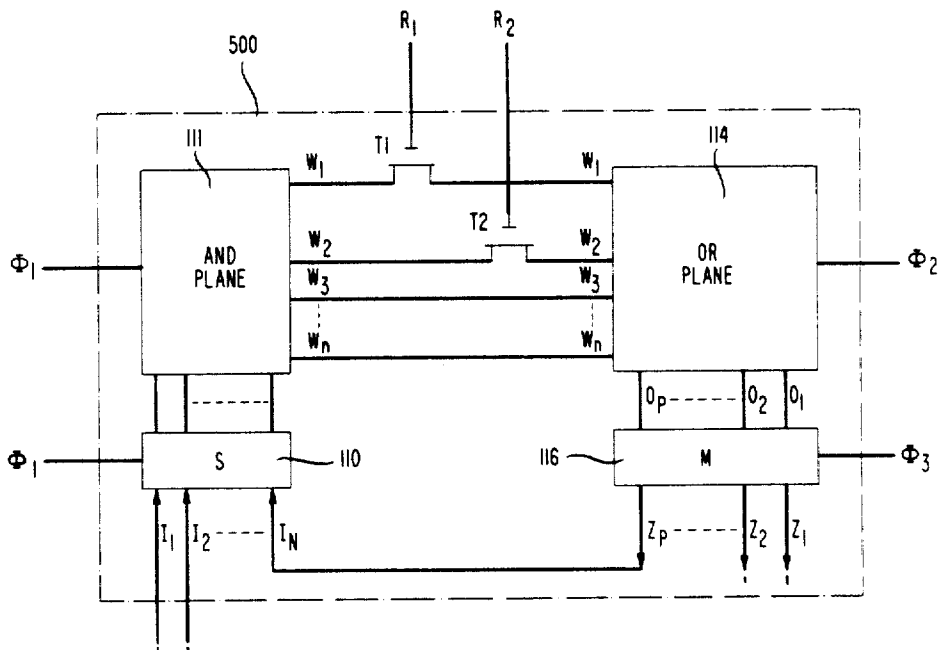 R1 R2
500
111 T1 114
W1 W1
T2
AND PLANE W2 W2 OR PLANE
Φ1 Φ2
W3 W3
Wn Wn
OP O2 O1
Φ1 S 110 116 M Φ3
I1 I2 IN ZP Z2 Z1